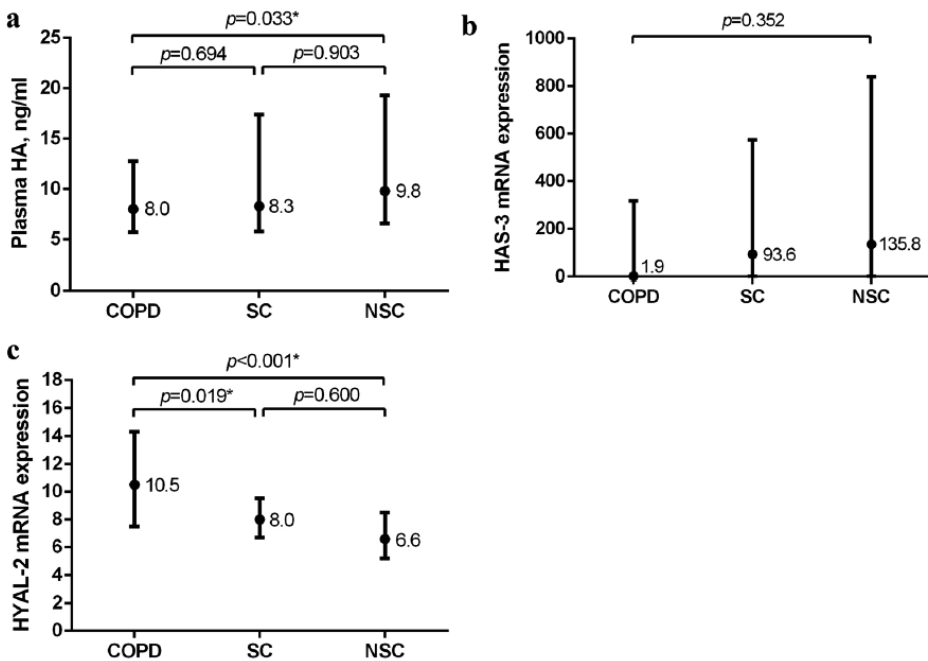 a
p=0.033*
p=0.694
p=0.903
25
20
15
10
5
0
Plasma HA, ng/ml
8.0
8.3
9.8
COPD
SC
NSC
b
p=0.352
1000
800
600
400
200
0
HAS-3 mRNA expression
1.9
93.6
135.8
COPD
SC
NSC
c
p<0.001*
p=0.019*
p=0.600
18
16
14
12
10
8
6
4
2
0
HYAL-2 mRNA expression
10.5
8.0
6.6
COPD
SC
NSC